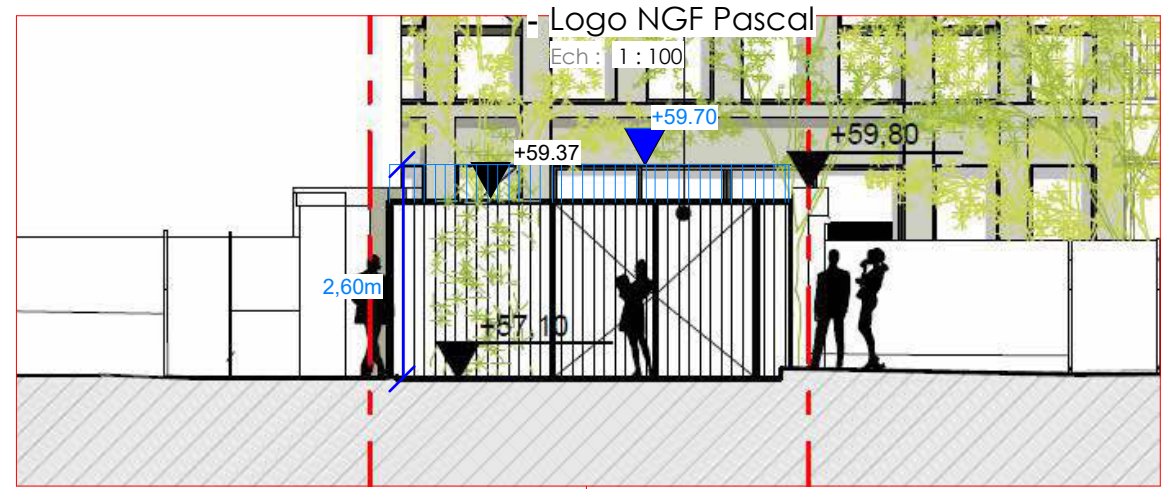 - Logo NGF Pascal
Ech : 1 : 100
+59.70
+59,80
+59.37
2,60m
+57,10